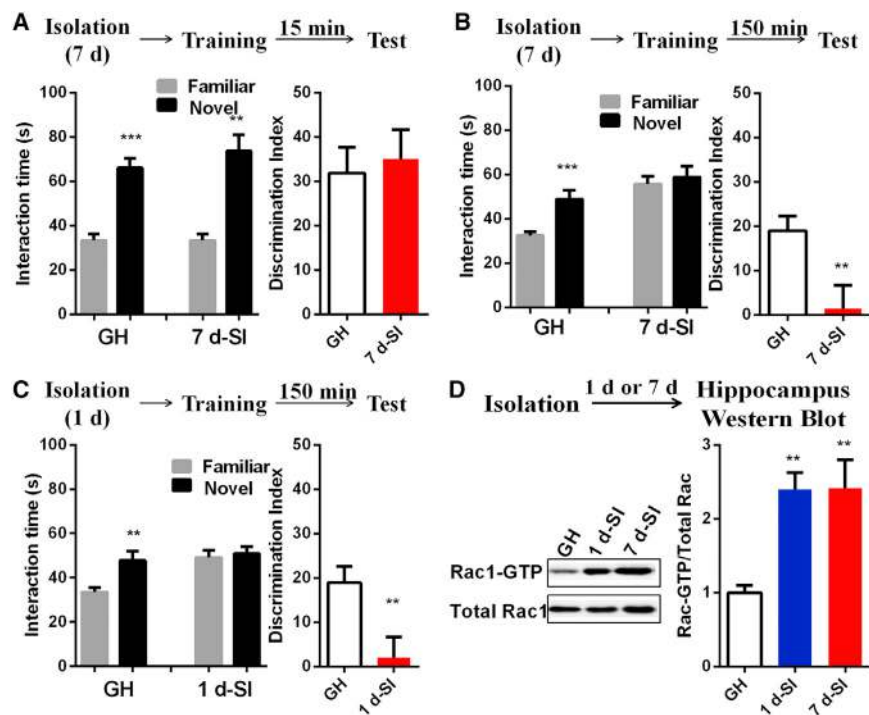 A
Isolation (7 d) → Training 15 min → Test
Interaction time (s)
100
80
60
40
20
0
Familiar
Novel
***
**
GH
7 d-SI
Discrimination Index
50
40
30
20
10
0
GH
7 d-SI
B
Isolation (7 d) → Training 150 min → Test
Interaction time (s)
100
80
60
40
20
0
Familiar
Novel
***
GH
7 d-SI
Discrimination Index
50
40
30
20
10
0
**
GH
7 d-SI
C
Isolation (1 d) → Training 150 min → Test
Interaction time (s)
100
80
60
40
20
0
Familiar
Novel
**
GH
1 d-SI
Discrimination Index
50
40
30
20
10
0
**
GH
1 d-SI
D
Isolation 1 d or 7 d → Hippocampus
Western Blot
GH
1 d-SI
7 d-SI
Rac1-GTP
Total Rac1
Rac-GTP/Total Rac
3
2
1
0
**
**
GH
1 d-SI
7 d-SI